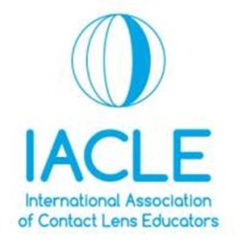 IACLE
International Association
of Contact Lens Educators